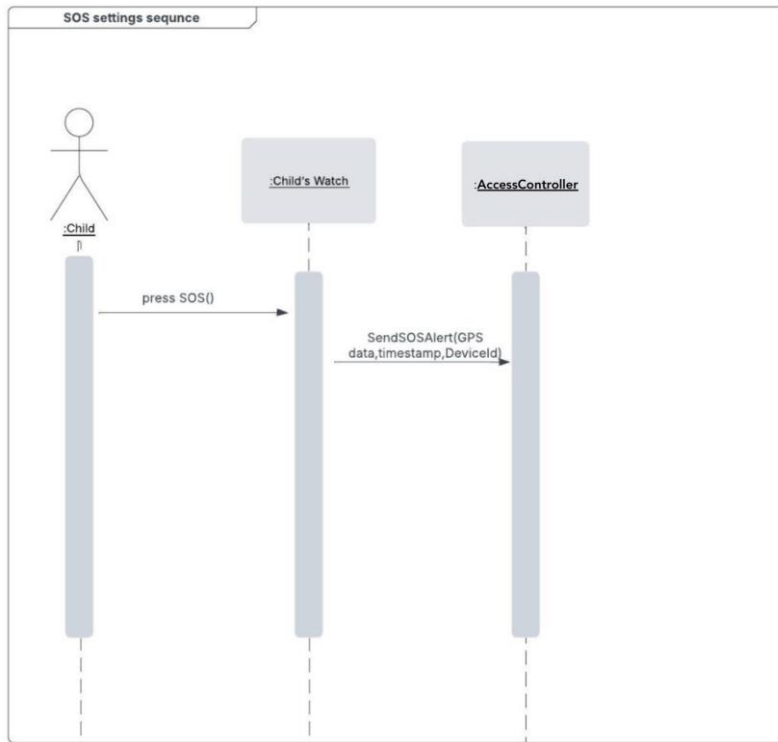 SOS settings sequnce
:Child
:Child's Watch
:AccessController
press SOS()
SendSOSAlert(GPS
data,timestamp,DeviceId)